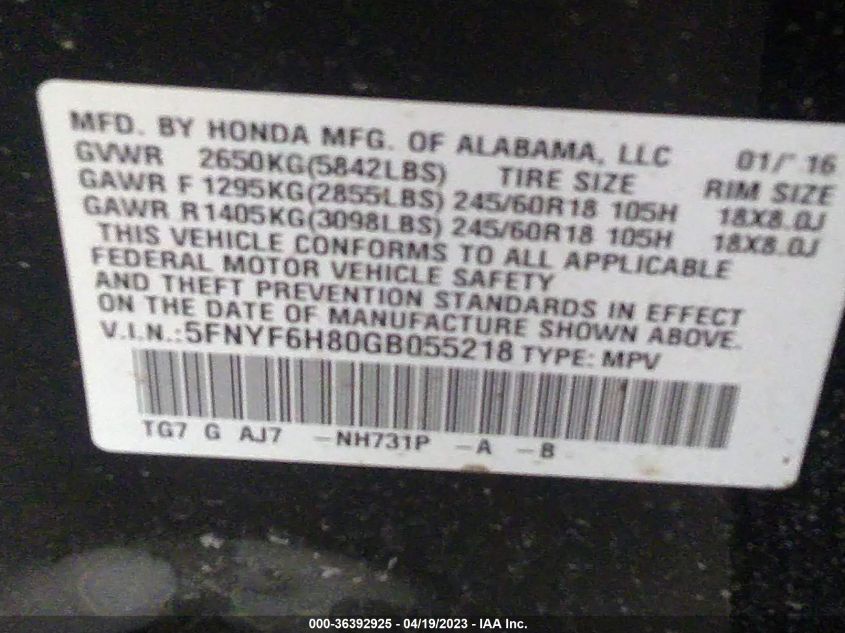 MFD. BY HONDA MFG. OF ALABAMA, LLC 01/ 16
GVWR 2650KG(5842LBS) TIRE SIZE RIM SIZE
GAWR F 1295KG(2855LBS) 245/60R18 105H 18X8.0J
GAWR R 1405KG(3098LBS) 245/60R18 105H 18X8.0J
THIS VEHICLE CONFORMS TO ALL APPLICABLE
FEDERAL MOTOR VEHICLE SAFETY
AND THEFT PREVENTION STANDARDS IN EFFECT
ON THE DATE OF MANUFACTURE SHOWN ABOVE.
V.I.N.: 5FNYF6H80GB055218 TYPE: MPV
TG7 G AJ7 -NH731P -A -B
000-36392925 - 04/19/2023 - IAA Inc.